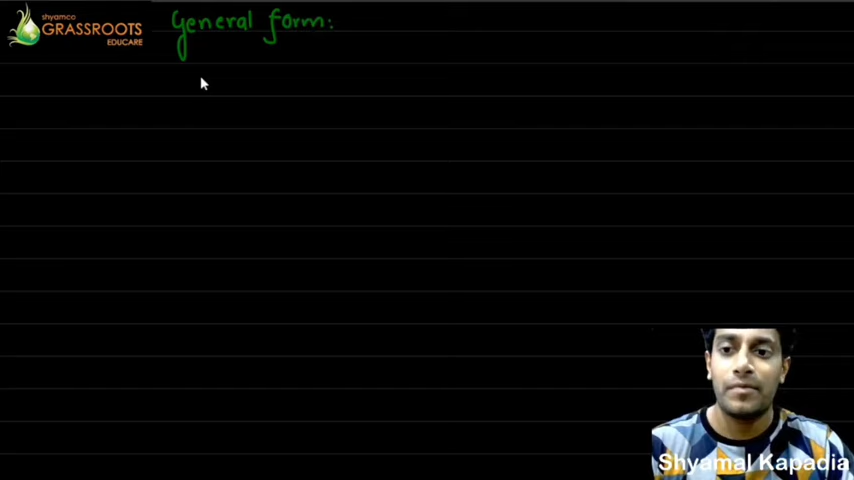 shyamco
GRASSROOTS
EDUCARE
General form:
Shyamal Kapadia